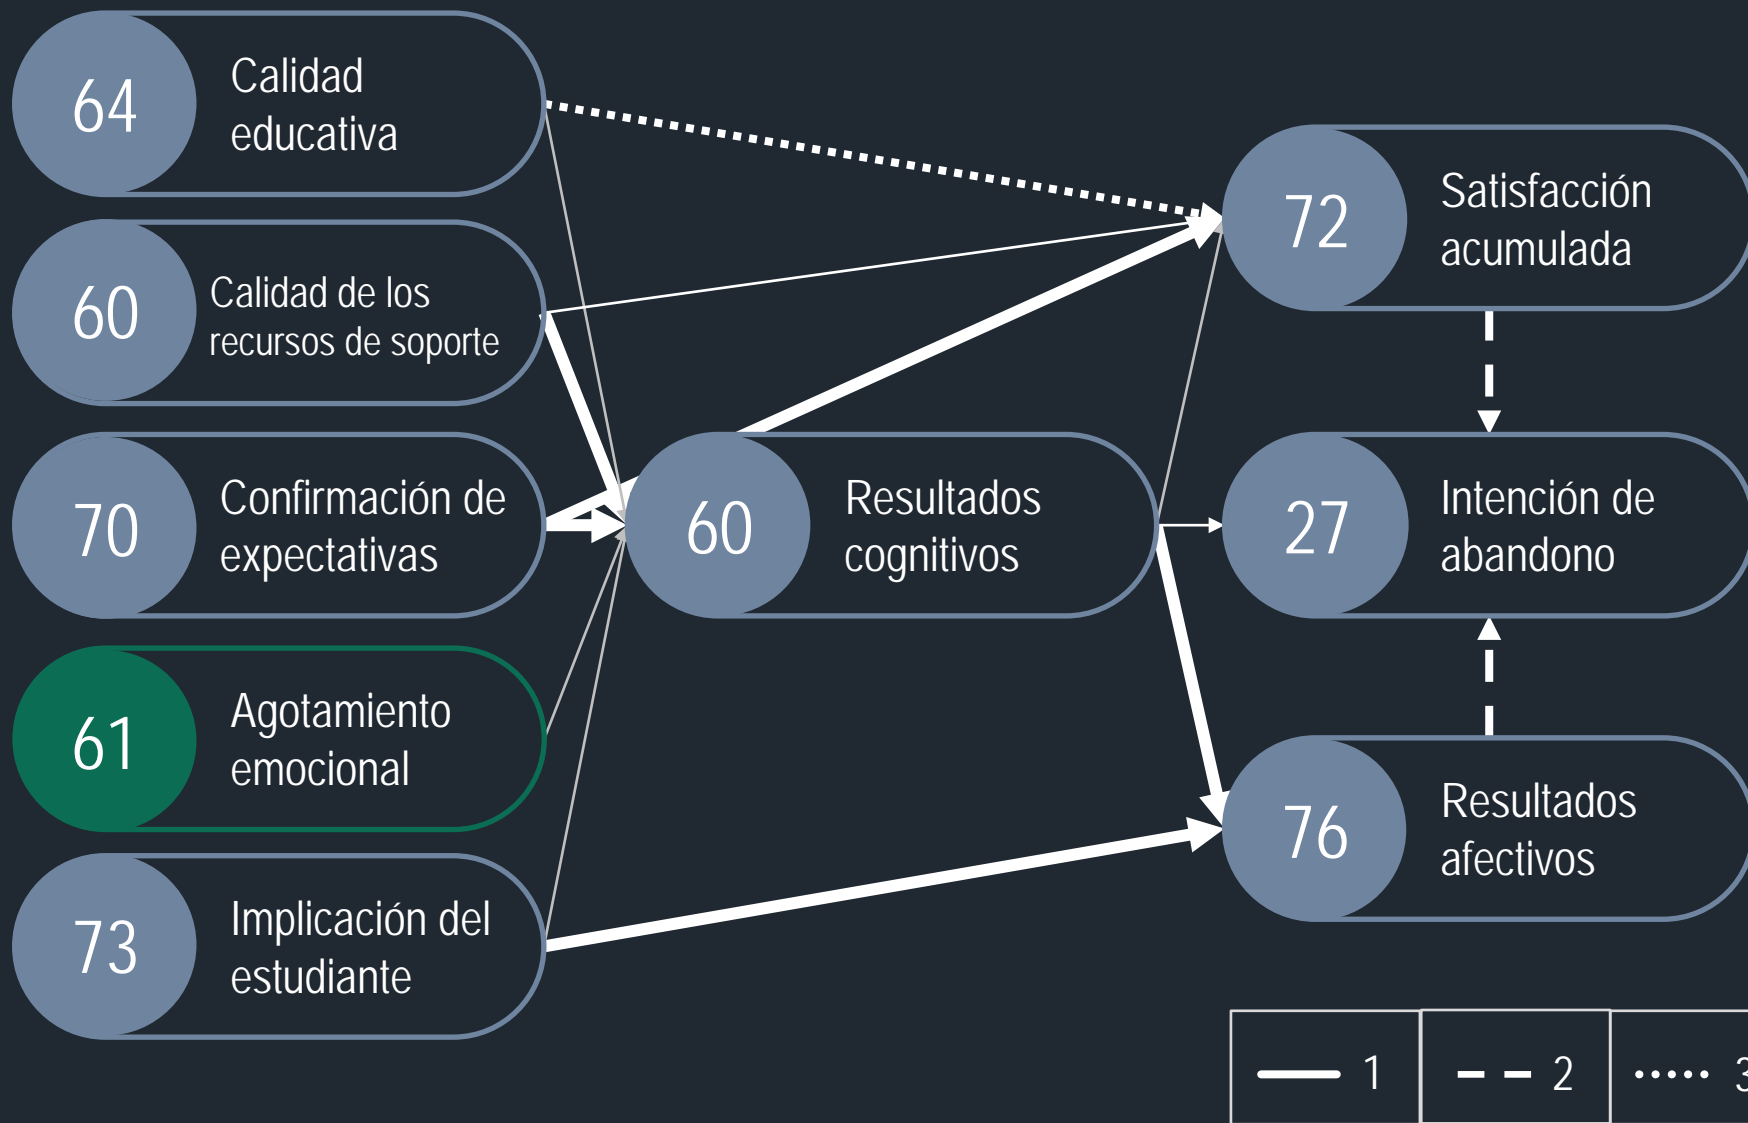 64
Calidad
educativa
60
Calidad de los
recursos de soporte
70
Confirmación de
expectativas
61
Agotamiento
emocional
73
Implicación del
estudiante
60
Resultados
cognitivos
72
Satisfacción
acumulada
27
Intención de
abandono
76
Resultados
afectivos
1
2
3